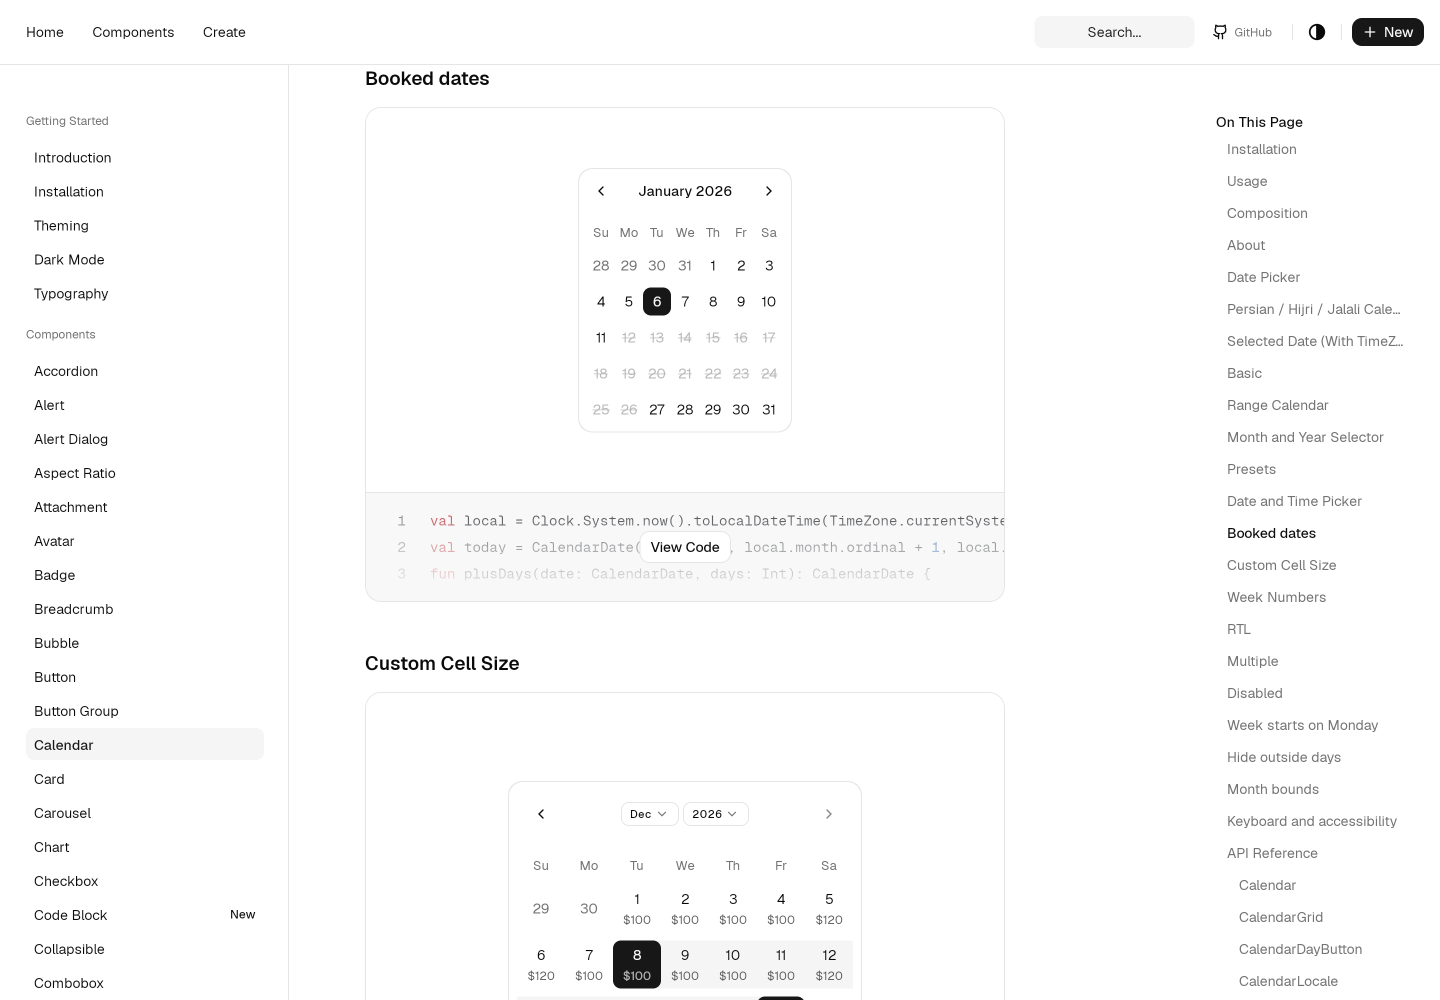 Home Components Create Search... GitHub New
Getting Started
Introduction
Installation
Theming
Dark Mode
Typography
Components
Accordion
Alert
Alert Dialog
Aspect Ratio
Attachment
Avatar
Badge
Breadcrumb
Bubble
Button
Button Group
Calendar
Card
Carousel
Chart
Checkbox
Code Block New
Collapsible
Combobox
Booked dates
January 2026
Su Mo Tu We Th Fr Sa
28 29 30 31 1 2 3
4 5 6 7 8 9 10
11 12 13 14 15 16 17
18 19 20 21 22 23 24
25 26 27 28 29 30 31
1 val local = Clock.System.now().toLocalDateTime(TimeZone.currentSyste
2 val today = CalendarDate( , local.month.ordinal + 1, local.
View Code
3 fun plusDays(date: CalendarDate, days: Int): CalendarDate {
Custom Cell Size
Dec 2026
Su Mo Tu We Th Fr Sa
29 30 1 2 3 4 5
$100 $100 $100 $100 $120
6 7 8 9 10 11 12
$120 $100 $100 $100 $100 $100 $120
On This Page
Installation
Usage
Composition
About
Date Picker
Persian / Hijri / Jalali Cale...
Selected Date (With TimeZ...
Basic
Range Calendar
Month and Year Selector
Presets
Date and Time Picker
Booked dates
Custom Cell Size
Week Numbers
RTL
Multiple
Disabled
Week starts on Monday
Hide outside days
Month bounds
Keyboard and accessibility
API Reference
Calendar
CalendarGrid
CalendarDayButton
CalendarLocale